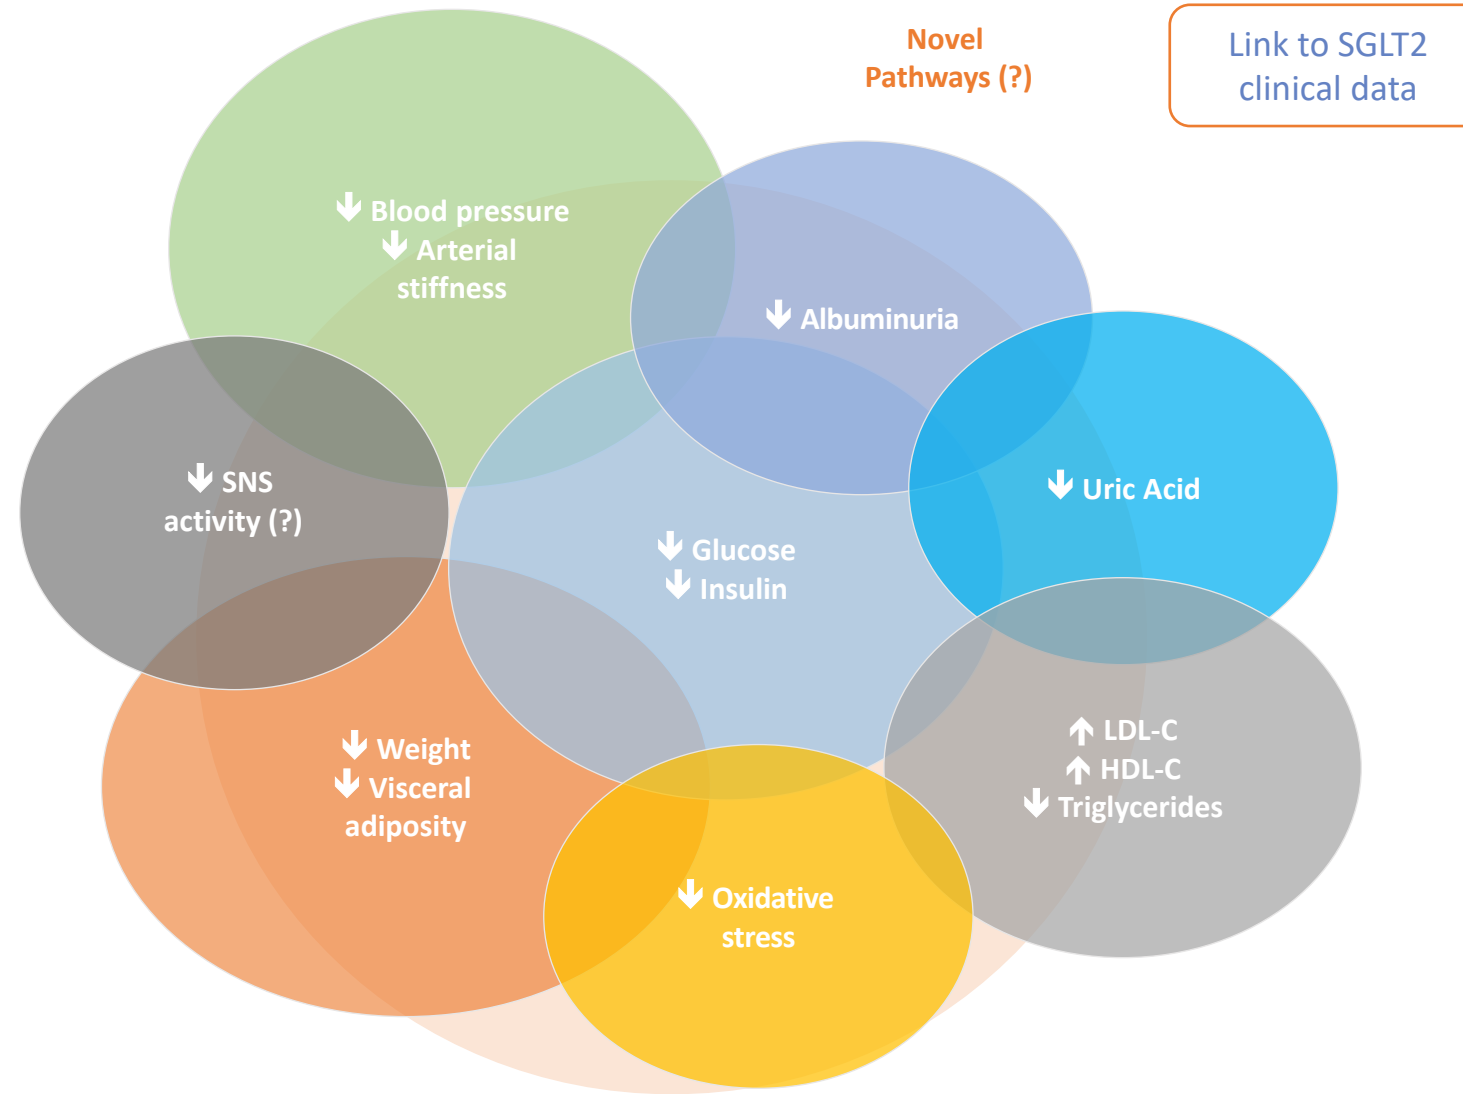 Novel
Pathways (?)
Link to SGLT2
clinical data
↓ Blood pressure
↓ Arterial
stiffness
↓ Albuminuria
↓ SNS
activity (?)
↓ Uric Acid
↓ Glucose
↓ Insulin
↓ Weight
↓ Visceral
adiposity
↑ LDL-C
↑ HDL-C
↓ Triglycerides
↓ Oxidative
stress